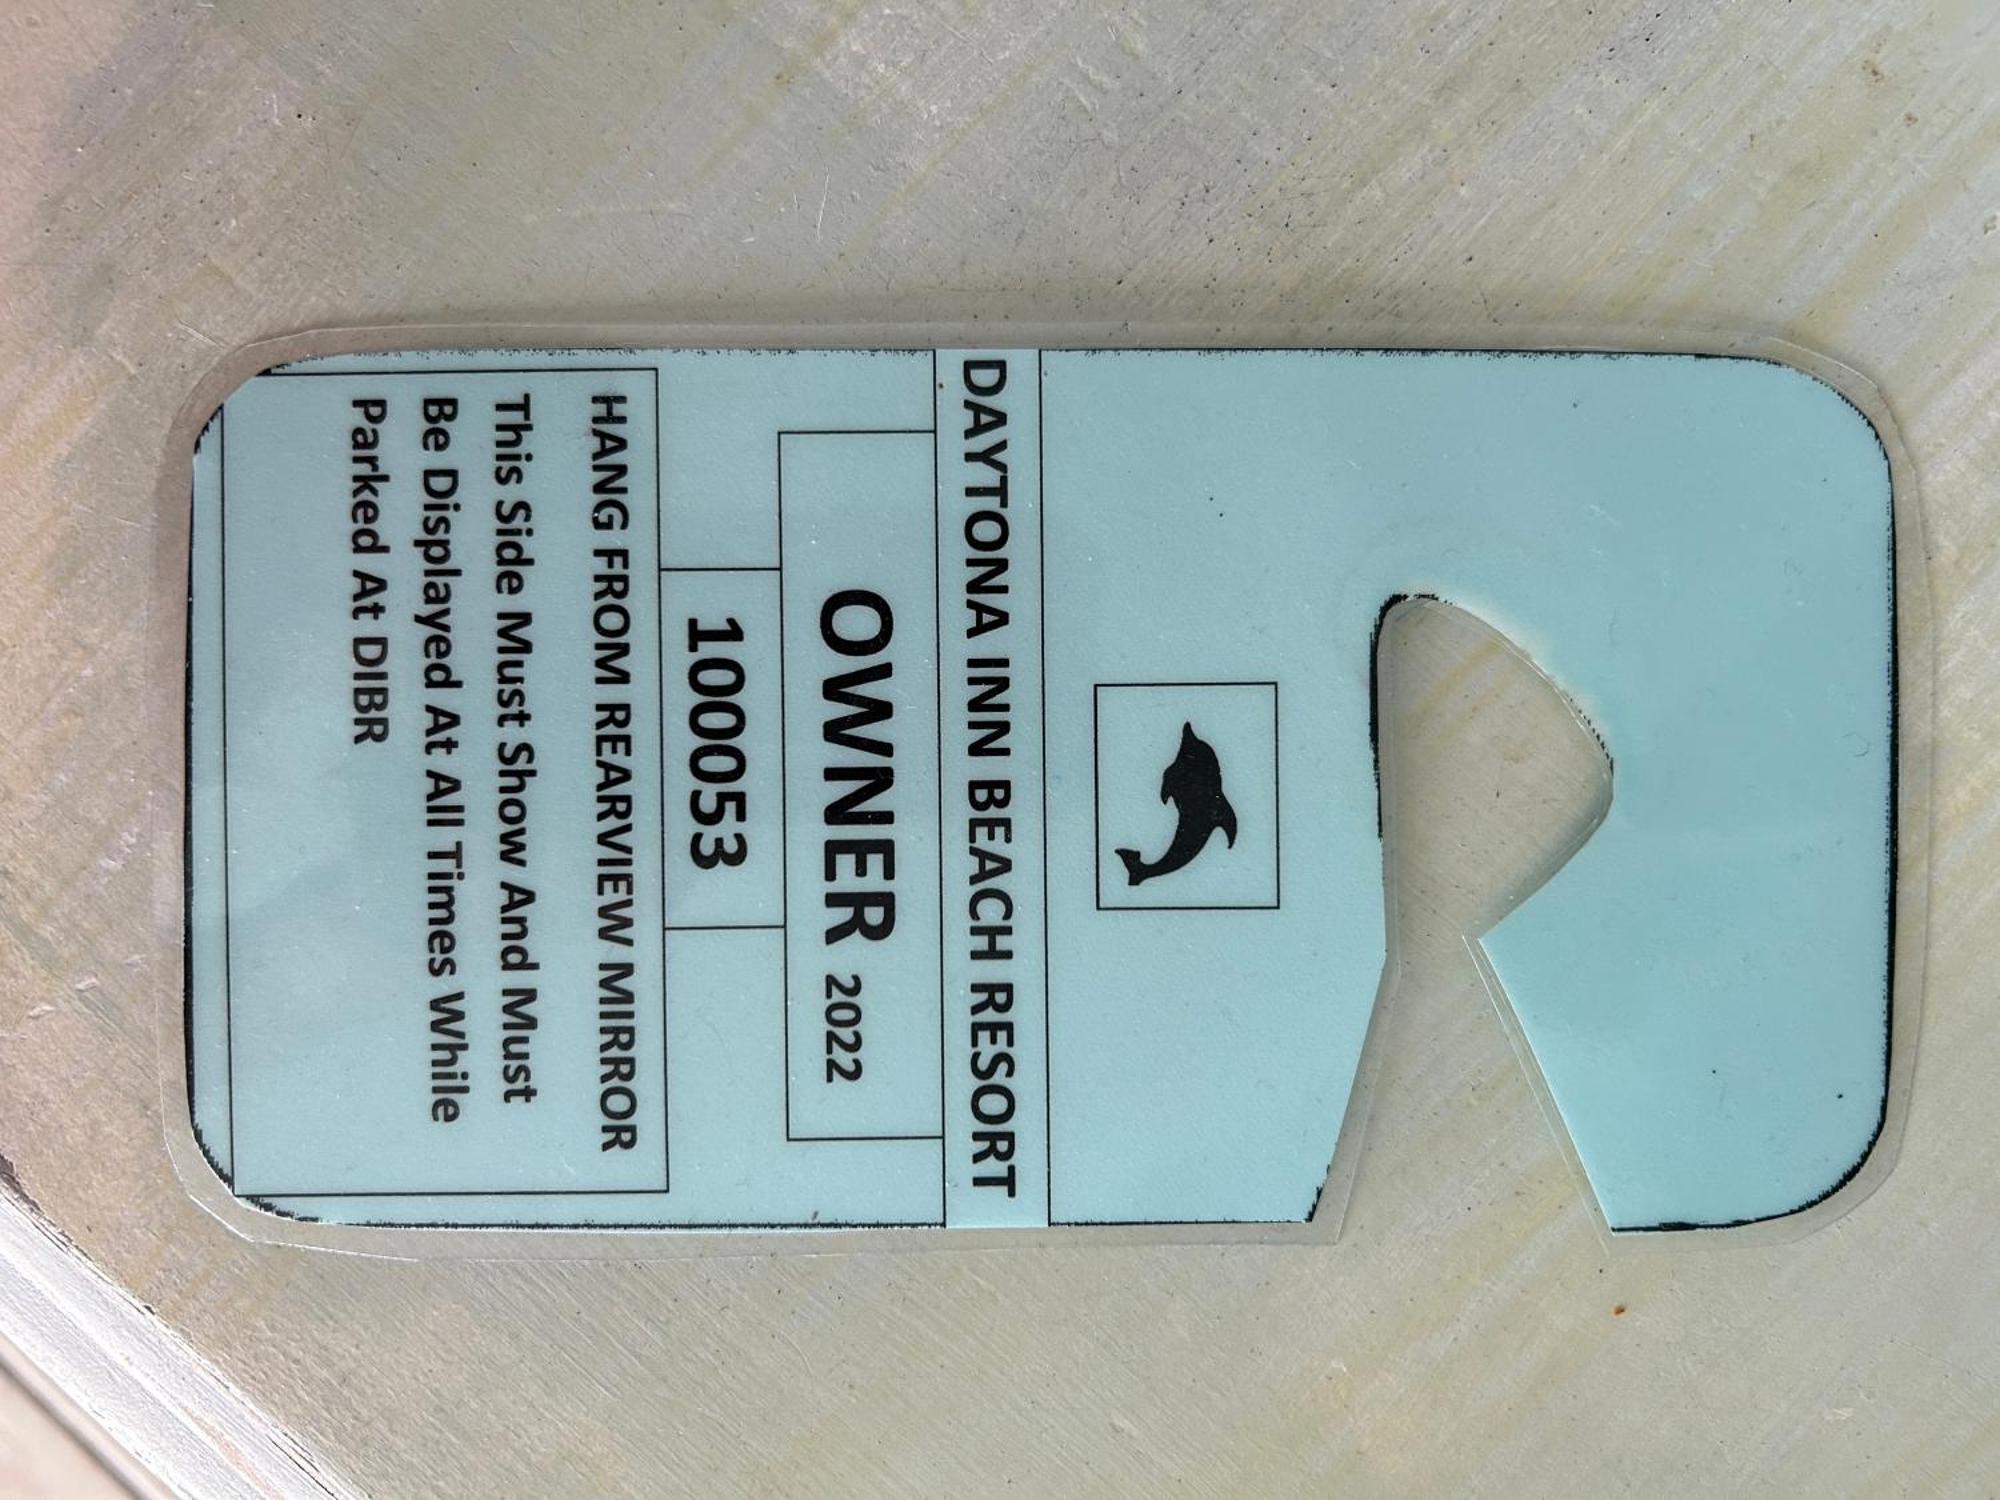 DAYTONA INN BEACH RESORT
OWNER 2022
100053
HANG FROM REARVIEW MIRROR
This Side Must Show And Must
Be Displayed At All Times While
Parked At DIBR